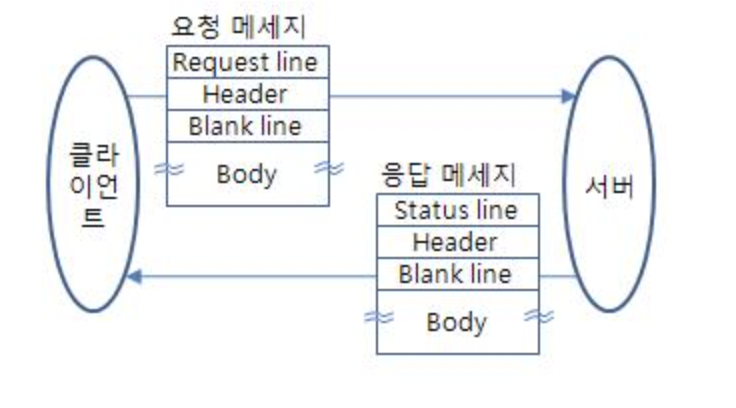 요청 메세지
Request line
Header
Blank line
Body
클라
이언
트
응답 메세지
Status line
Header
Blank line
Body
서버